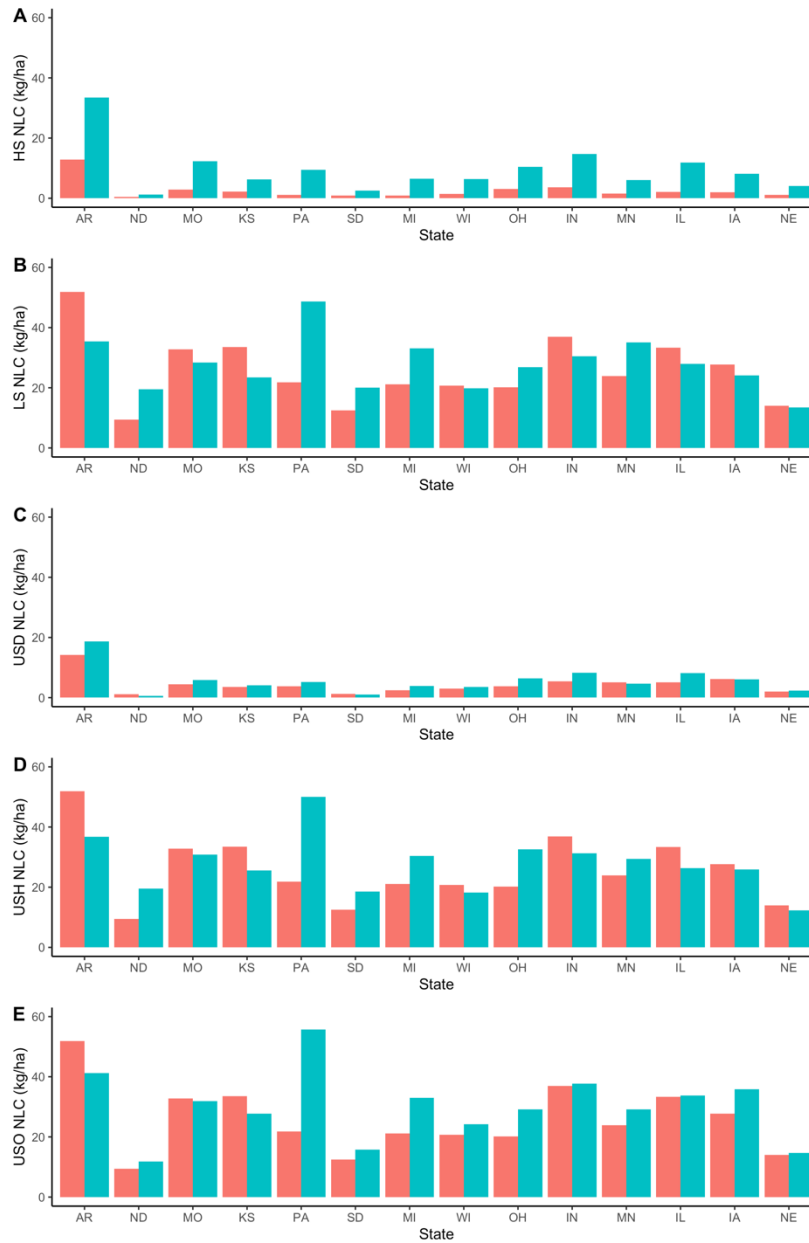 A
HS NLC (kg/ha)
60
40
20
0
AR ND MO KS PA SD MI WI OH IN MN IL IA NE
State
B
LS NLC (kg/ha)
60
40
20
0
AR ND MO KS PA SD MI WI OH IN MN IL IA NE
State
C
USD NLC (kg/ha)
60
40
20
0
AR ND MO KS PA SD MI WI OH IN MN IL IA NE
State
D
USH NLC (kg/ha)
60
40
20
0
AR ND MO KS PA SD MI WI OH IN MN IL IA NE
State
E
USO NLC (kg/ha)
60
40
20
0
AR ND MO KS PA SD MI WI OH IN MN IL IA NE
State